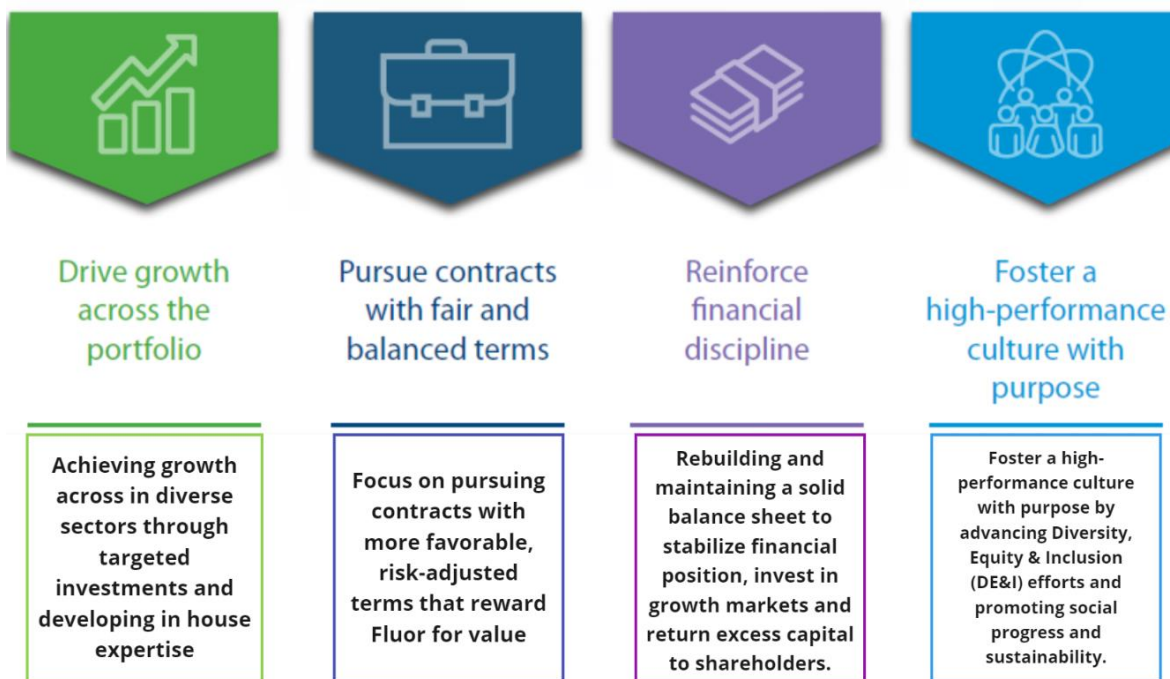 Drive growth
across the
portfolio
Pursue contracts
with fair and
balanced terms
Reinforce
financial
discipline
Foster a
high-performance
culture with
purpose
Achieving growth
across in diverse
sectors through
targeted
investments and
developing in house
expertise
Focus on pursuing
contracts with
more favorable,
risk-adjusted
terms that reward
Fluor for value
Rebuilding and
maintaining a solid
balance sheet to
stabilize financial
position, invest in
growth markets and
return excess capital
to shareholders.
Foster a high-
performance culture
with purpose by
advancing Diversity,
Equity & Inclusion
(DE&I) efforts and
promoting social
progress and
sustainability.